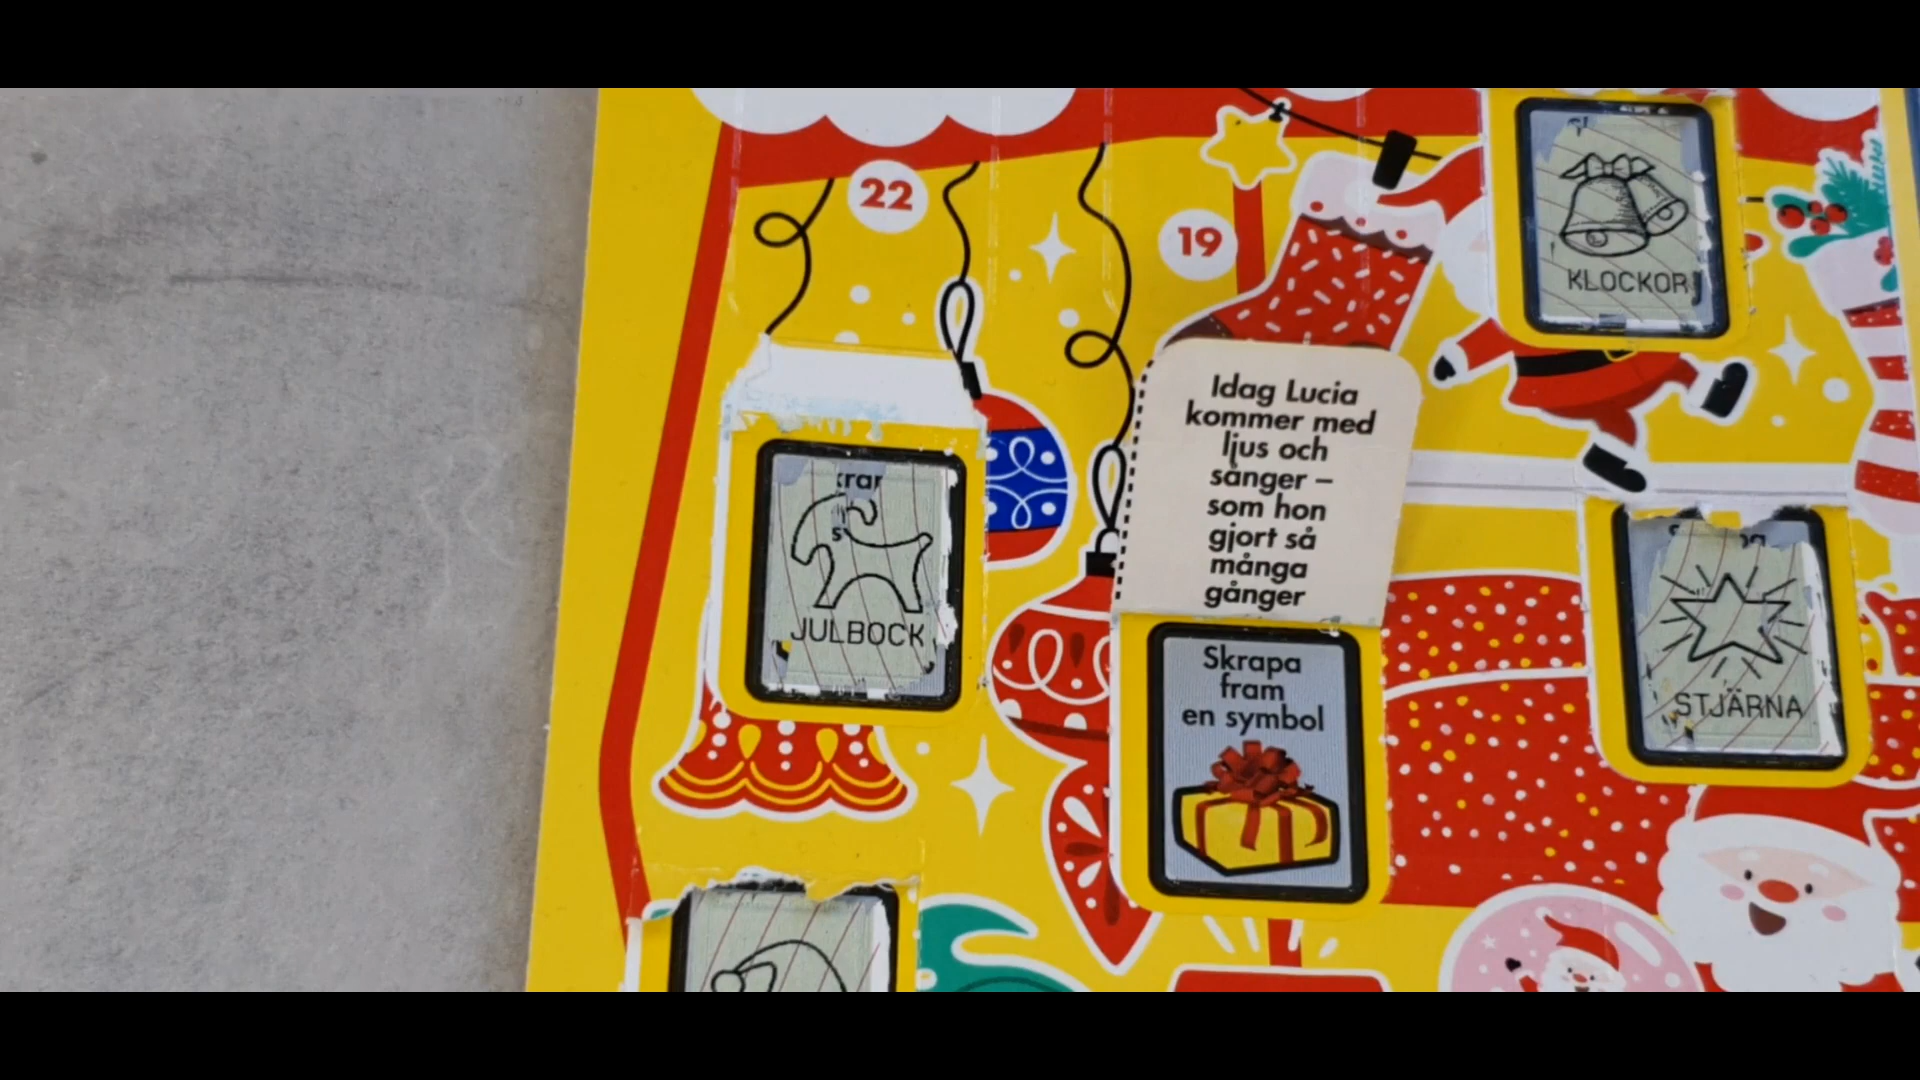 22
19
KLOCKOR
Idag Lucia
kommer med
ljus och
sånger –
som hon
gjort så
många
gånger
JULBOCK
Skrapa
fram
en symbol
STJÄRNA